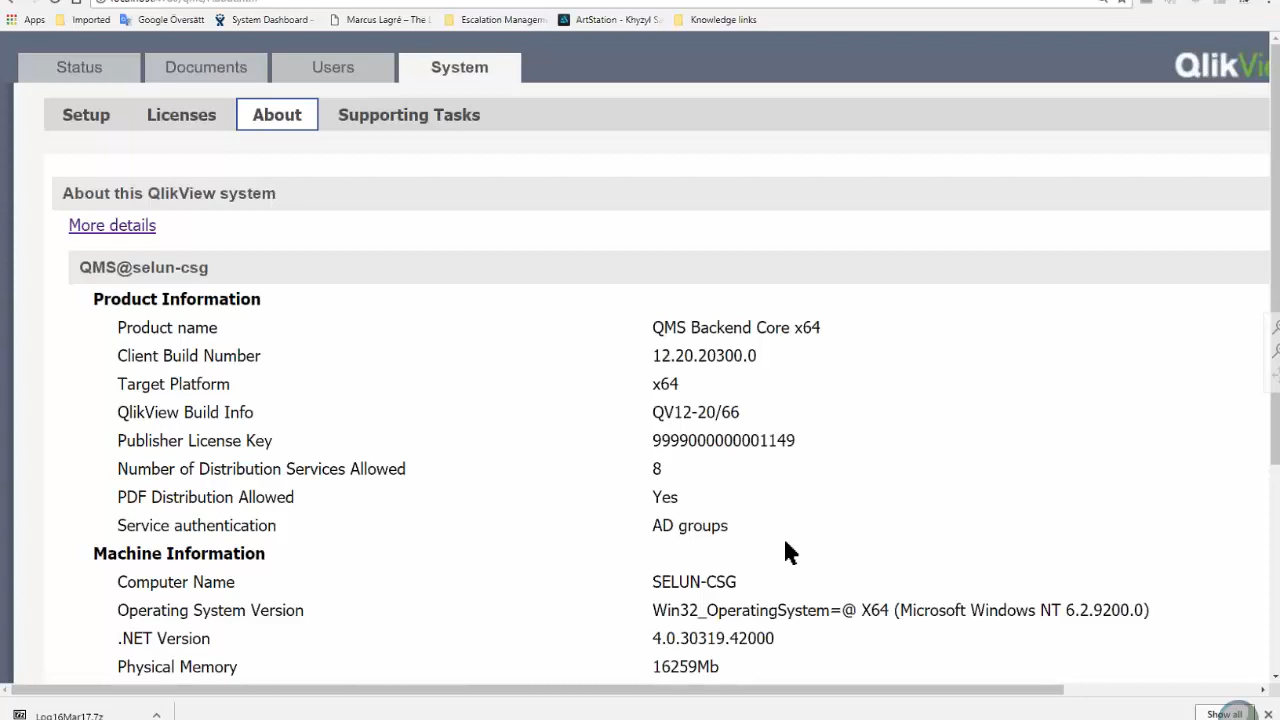 Apps Imported Google Översätt System Dashboard - Marcus Lagré – The Escalation Managem ArtStation - Khyzyl Sa Knowledge links
Status Documents Users System QlikVi
Setup Licenses About Supporting Tasks
About this QlikView system
More details
QMS@selun-csg
Product Information
Product name QMS Backend Core x64
Client Build Number 12.20.20300.0
Target Platform x64
QlikView Build Info QV12-20/66
Publisher License Key 9999000000001149
Number of Distribution Services Allowed 8
PDF Distribution Allowed Yes
Service authentication AD groups
Machine Information
Computer Name SELUN-CSG
Operating System Version Win32_OperatingSystem=@ X64 (Microsoft Windows NT 6.2.9200.0)
.NET Version 4.0.30319.42000
Physical Memory 16259Mb
Log16Mar17.7z Show all